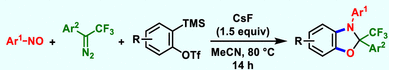 Ar¹-NO + Ar² CF₃ N₂ + R TMS OTf
CsF
(1.5 equiv)
MeCN, 80 °C
14 h
R N Ar¹ CF₃ O Ar²